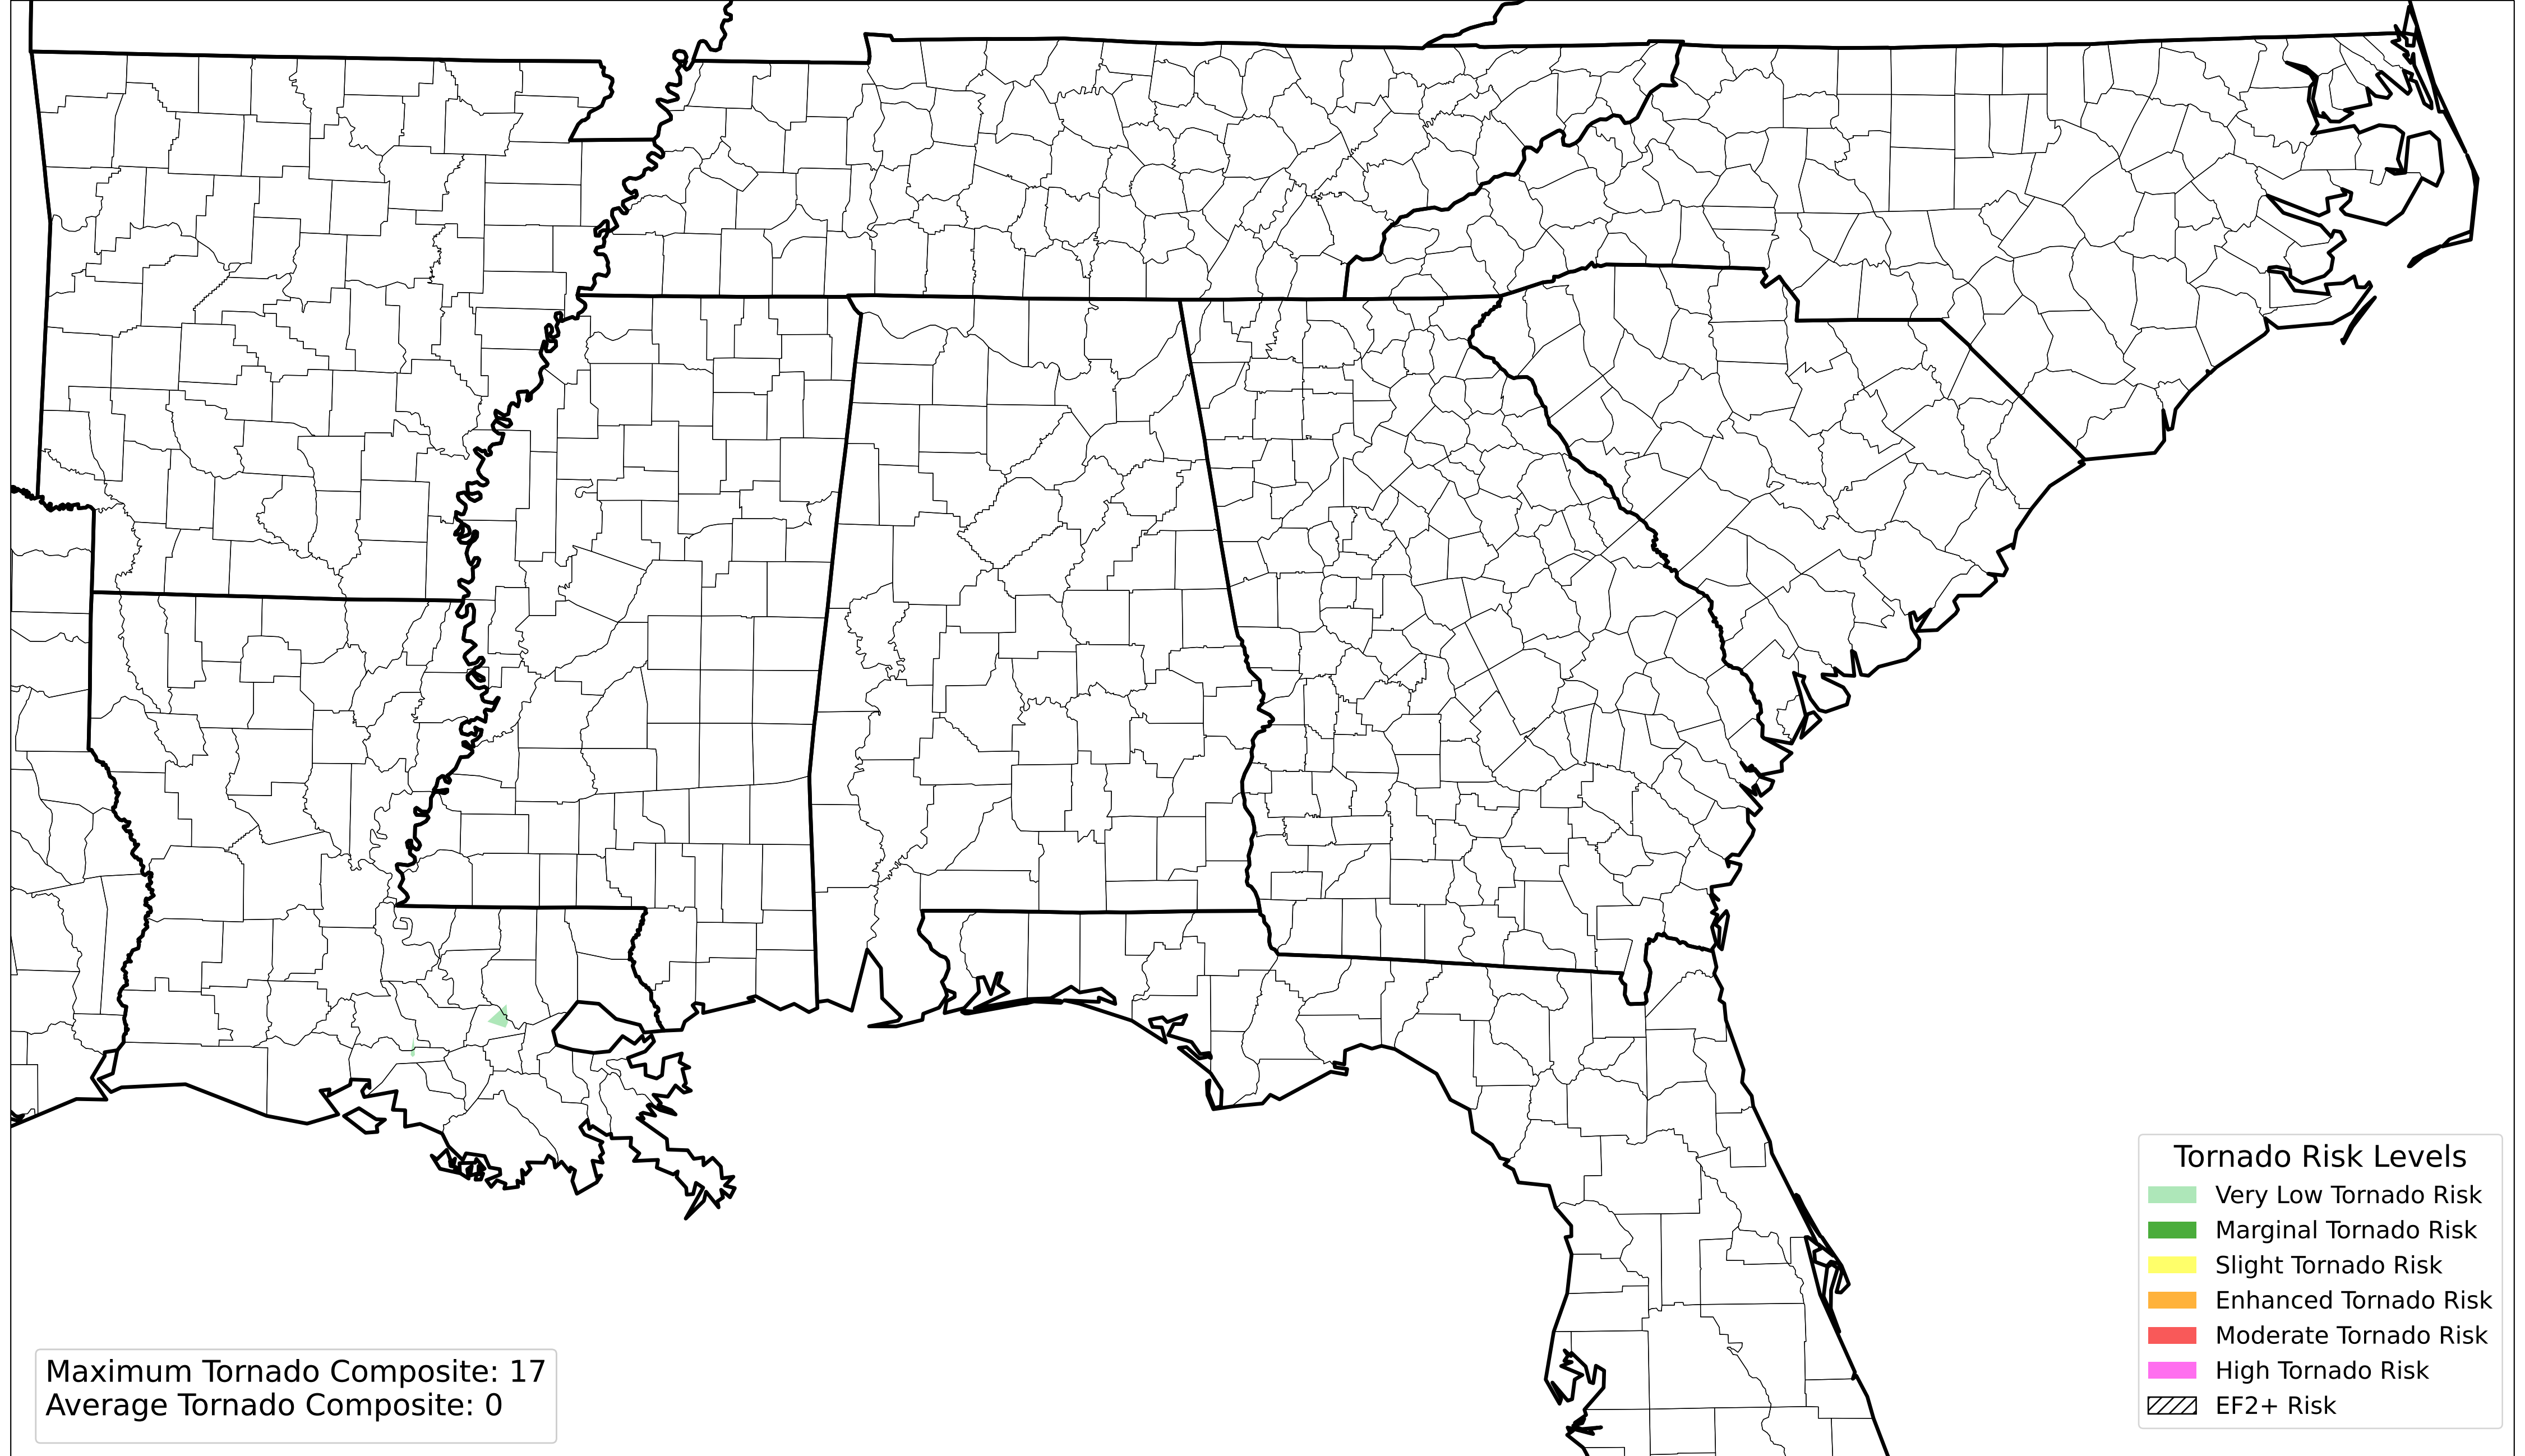 Tornado Risk Levels
Very Low Tornado Risk
Marginal Tornado Risk
Slight Tornado Risk
Enhanced Tornado Risk
Moderate Tornado Risk
High Tornado Risk
EF2+ Risk
Maximum Tornado Composite: 17
Average Tornado Composite: 0